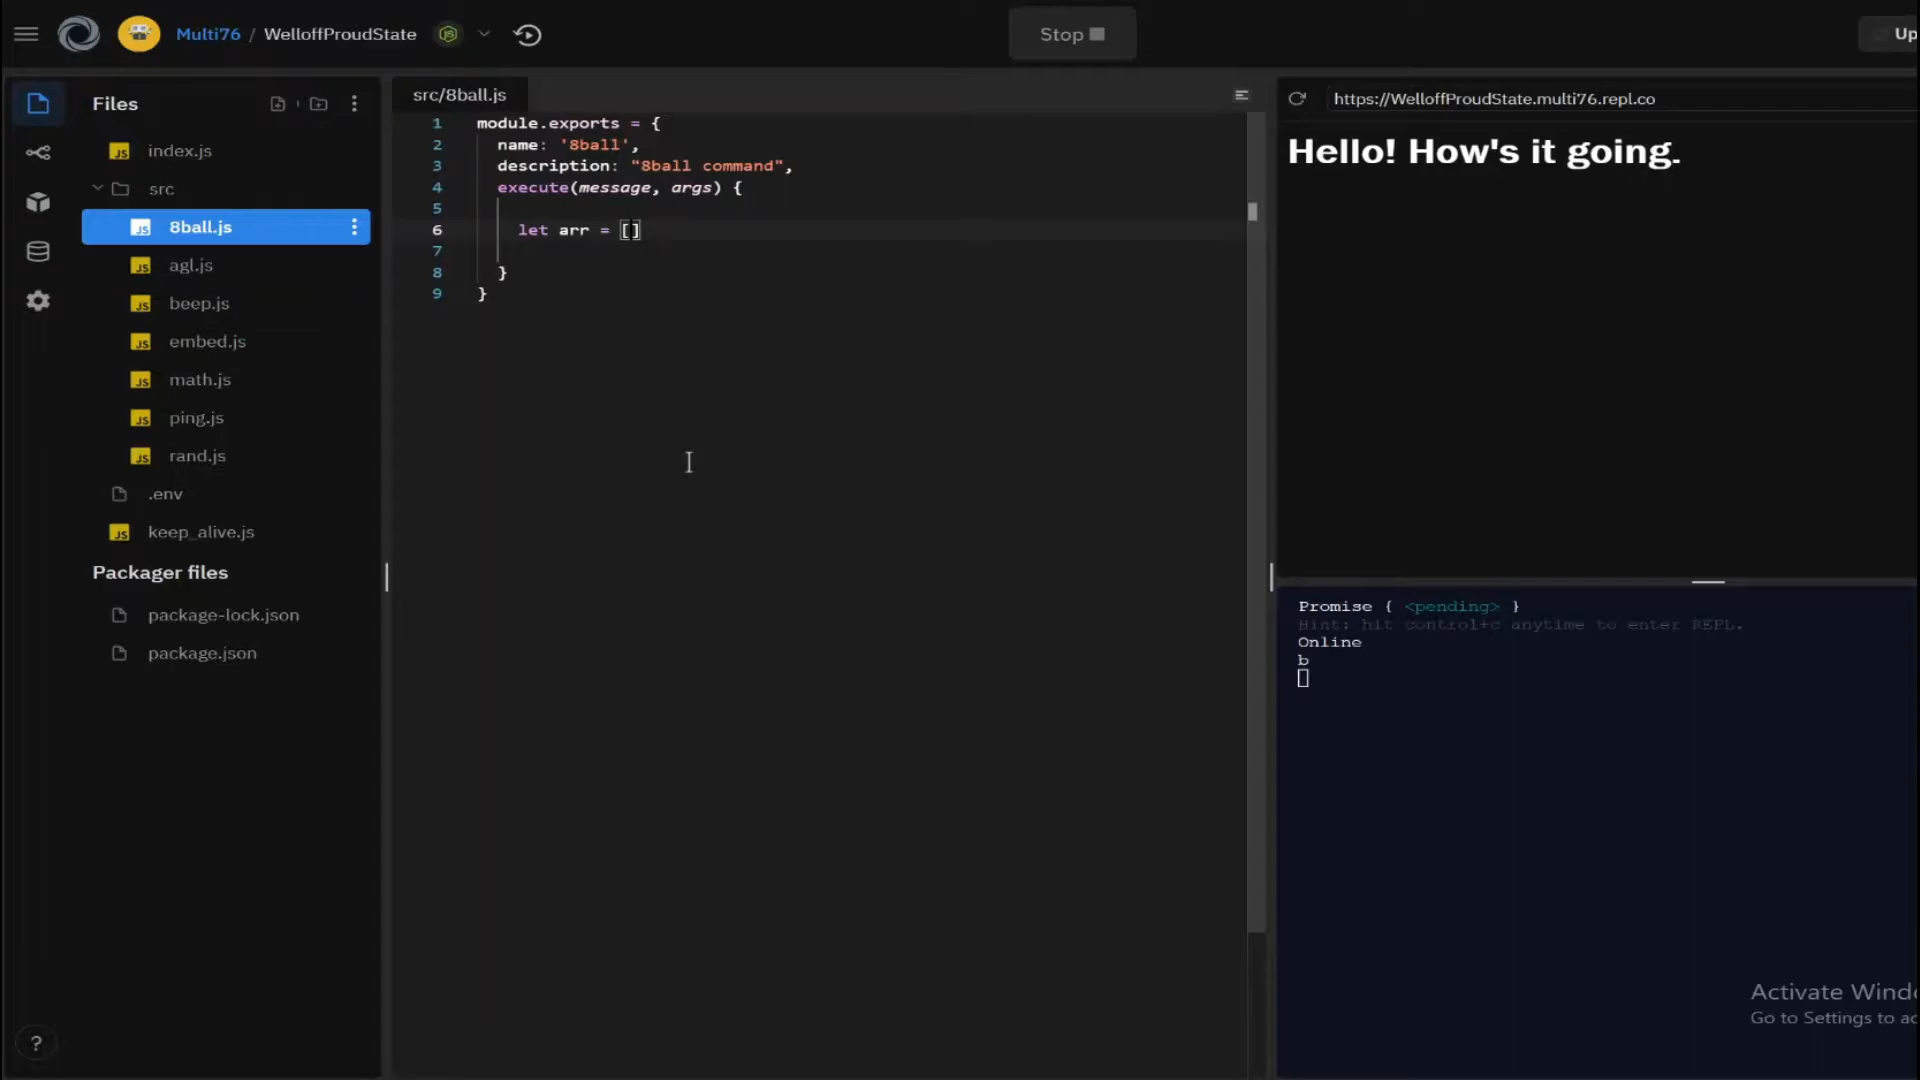 Multi76 / WelloffProudState
Stop
Up
Files
index.js
src
8ball.js
agl.js
beep.js
embed.js
math.js
ping.js
rand.js
.env
keep_alive.js
Packager files
package-lock.json
package.json
?
src/8ball.js
1 module.exports = {
2 name: '8ball',
3 description: "8ball command",
4 execute(message, args) {
5
6 let arr = []
7
8 }
9 }
https://WelloffProudState.multi76.repl.co
Hello! How's it going.
Promise { <pending> }
Hint: hit control+c anytime to enter REPL.
Online
b
Activate Windo
Go to Settings to ac